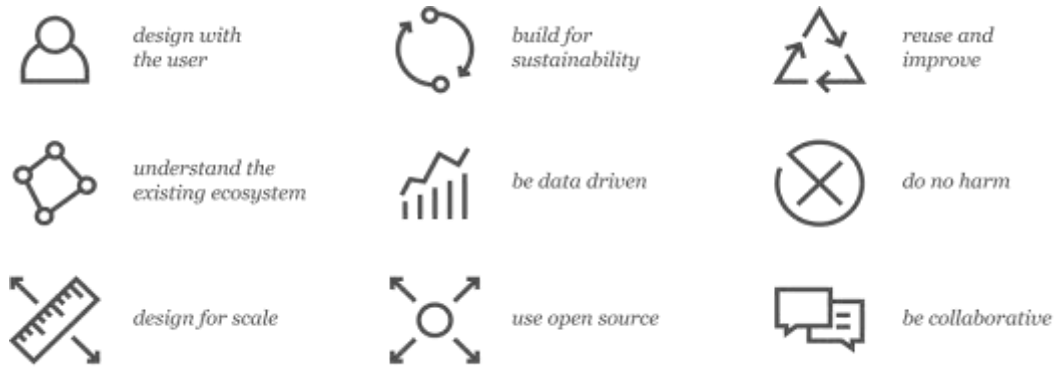 design with
the user
build for
sustainability
reuse and
improve
understand the
existing ecosystem
be data driven
do no harm
design for scale
use open source
be collaborative